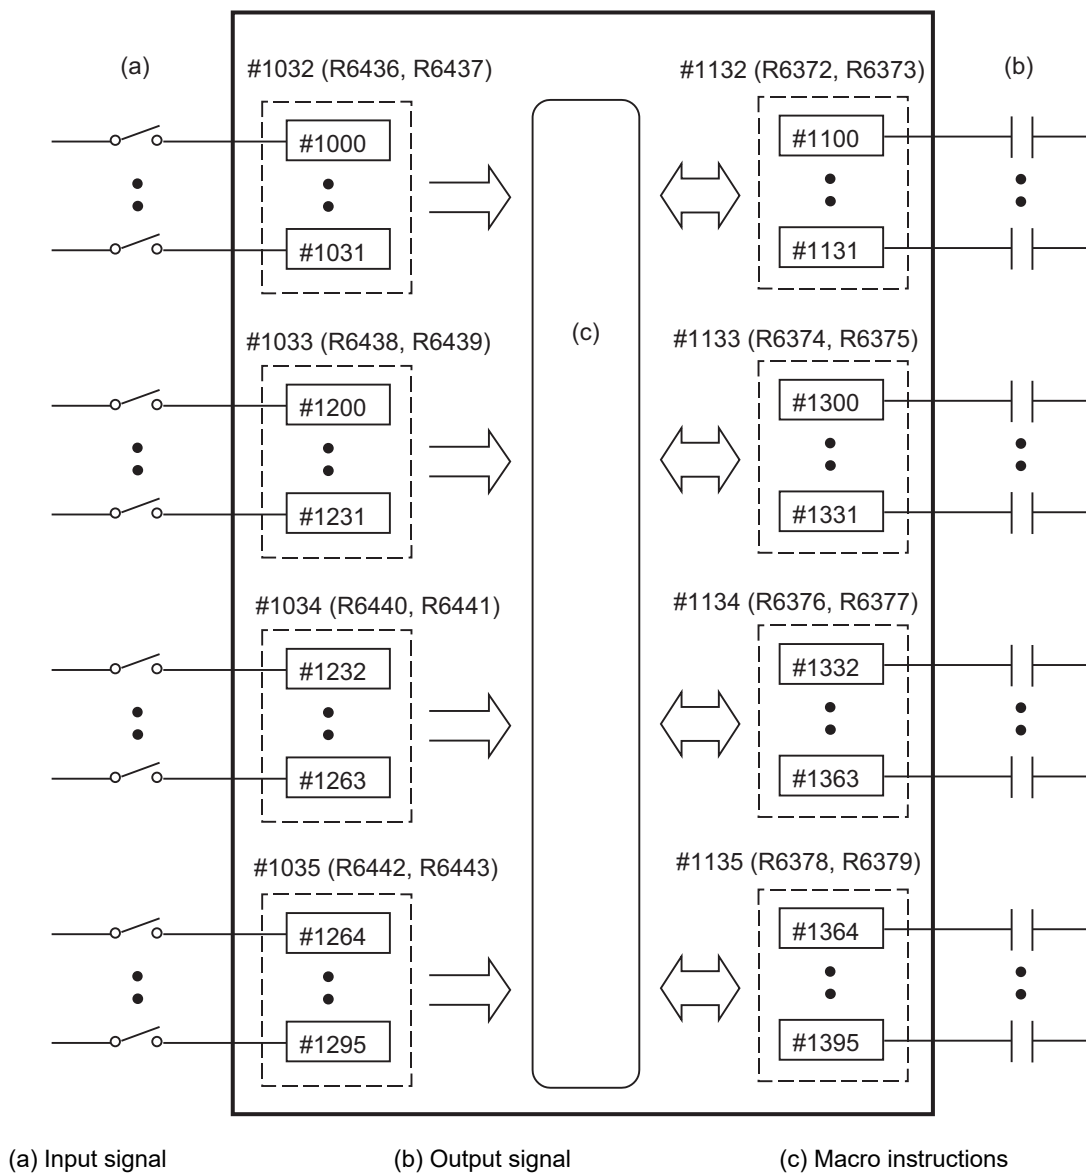 (a)
#1032 (R6436, R6437)
#1132 (R6372, R6373)
(b)
#1000
#1100
#1031
#1131
(c)
#1033 (R6438, R6439)
#1133 (R6374, R6375)
#1200
#1300
#1231
#1331
#1034 (R6440, R6441)
#1134 (R6376, R6377)
#1232
#1332
#1263
#1363
#1035 (R6442, R6443)
#1135 (R6378, R6379)
#1264
#1364
#1295
#1395
(a) Input signal
(b) Output signal
(c) Macro instructions